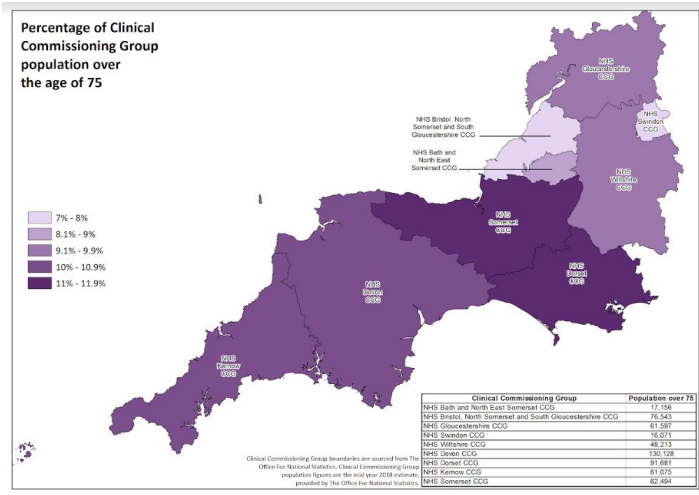 Percentage of Clinical
Commissioning Group
population over
the age of 75
NHS
Gloucestershire
CCG
NHS Bristol, North
Somerset and South
Gloucestershire CCG
NHS
Swindon
CCG
NHS Bath and
North East
Somerset CCG
NHS
Wiltshire
CCG
NHS
Somerset
CCG
7% - 8%
8.1% - 9%
9.1% - 9.9%
10% - 10.9%
11% - 11.9%
NHS
Dorset
CCG
NHS
Devon
CCG
NHS
Kernow
CCG
Clinical Commissioning Group Population over 75
NHS Bath and North East Somerset CCG 17,156
NHS Bristol, North Somerset and South Gloucestershire CCG 76,543
NHS Gloucestershire CCG 61,597
NHS Swindon CCG 16,071
NHS Wiltshire CCG 48,213
NHS Devon CCG 130,128
NHS Dorset CCG 91,681
NHS Kernow CCG 61,075
NHS Somerset CCG 62,494
Clinical Commissioning Group boundaries are sourced from The
Office For National Statistics. Clinical Commissioning Group
population figures are the mid year 2018 estimate,
provided by The Office For National Statistics.